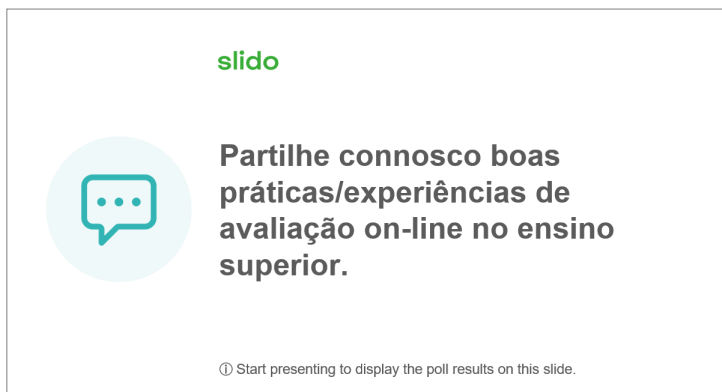 slido
Partilhe connosco boas
práticas/experiências de
avaliação on-line no ensino
superior.
ⓘ Start presenting to display the poll results on this slide.